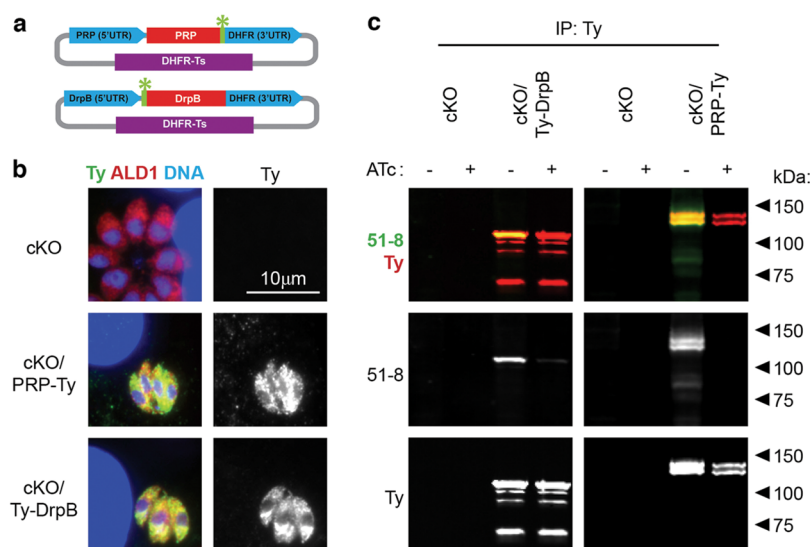 a
*
PRP (5'UTR) PRP DHFR (3'UTR)
DHFR-Ts
*
DrpB (5'UTR) DrpB DHFR (3'UTR)
DHFR-Ts
b
Ty ALD1 DNA Ty
cKO
10μm
cKO/
PRP-Ty
cKO/
Ty-DrpB
c
IP: Ty
cKO
cKO/
Ty-DrpB
cKO
cKO/
PRP-Ty
ATc: - + - + - + - + kDa:
51-8
Ty
150
100
75
51-8
150
100
75
Ty
150
100
75